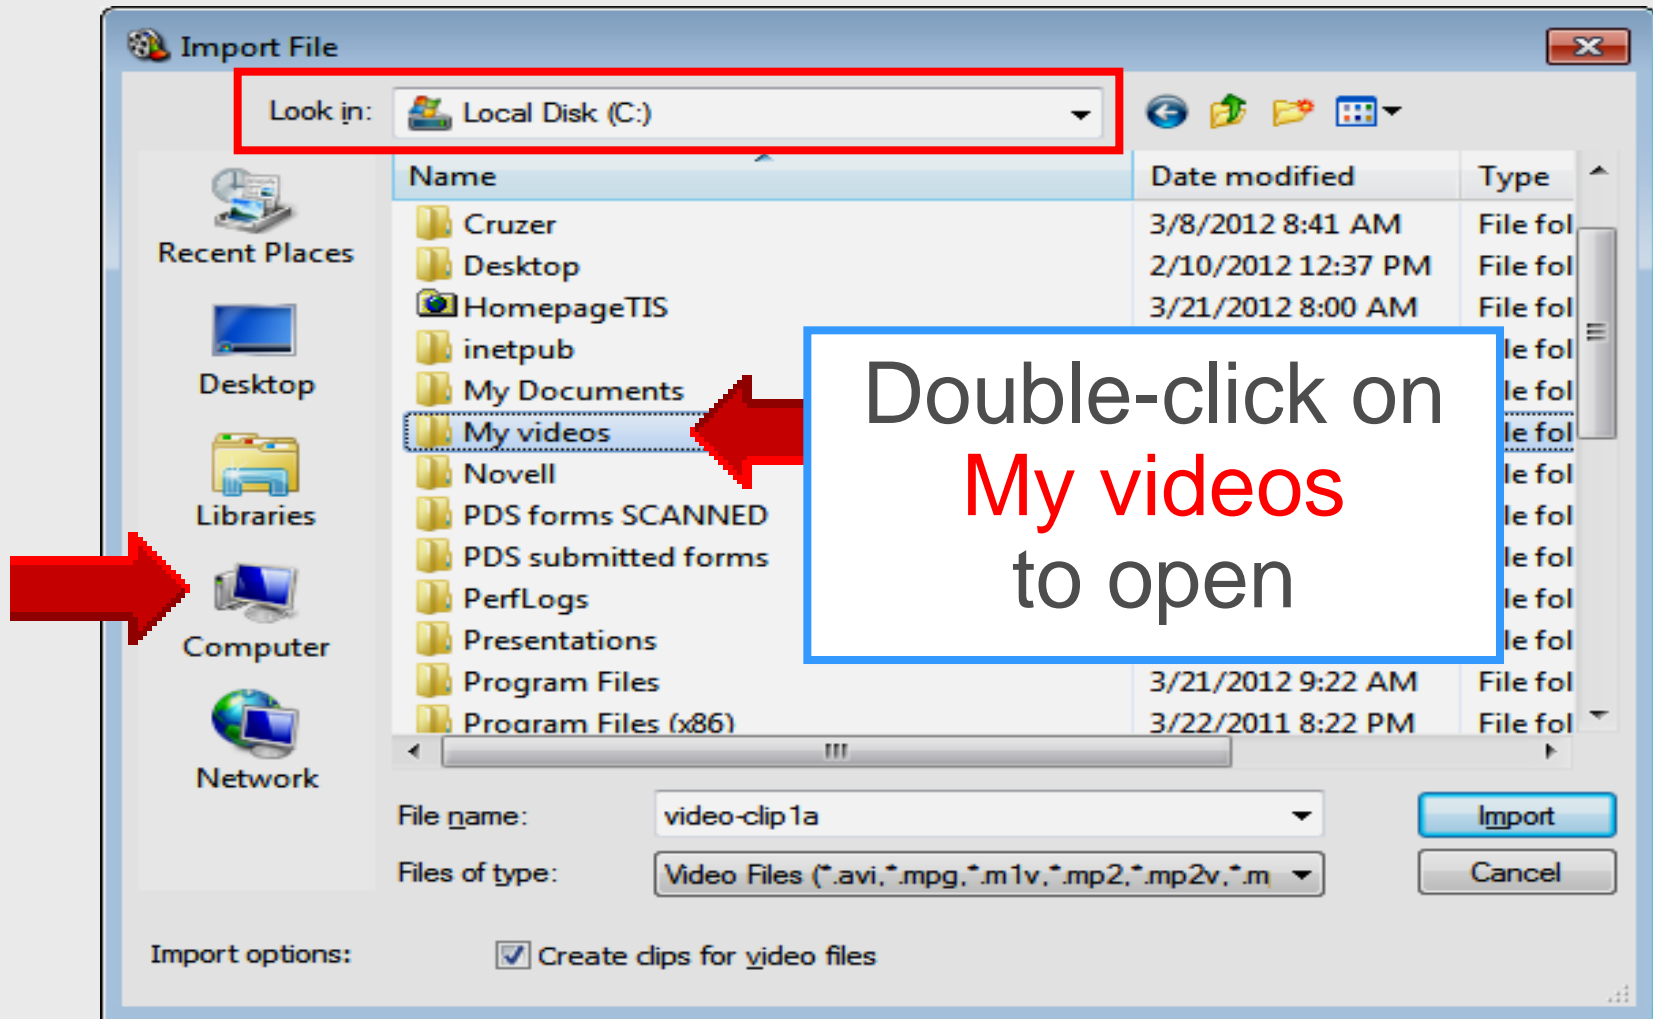 Import File
Look in: Local Disk (C:)
Name Date modified Type
Recent Places
Desktop
Libraries
Computer
Network
Cruzer 3/8/2012 8:41 AM File fol
Desktop 2/10/2012 12:37 PM File fol
HomepageTIS 3/21/2012 8:00 AM File fol
inetpub le fol
My Documents le fol
My videos le fol
Novell le fol
PDS forms SCANNED le fol
PDS submitted forms le fol
PerfLogs le fol
Presentations le fol
Program Files 3/21/2012 9:22 AM File fol
Program Files (x86) 3/22/2011 8:22 PM File fol
Double-click on
My videos
to open
File name: video-clip1a Import
Files of type: Video Files (*.avi,*.mpg,*.m1v,*.mp2,*.mp2v,*.m Cancel
Import options: Create clips for video files